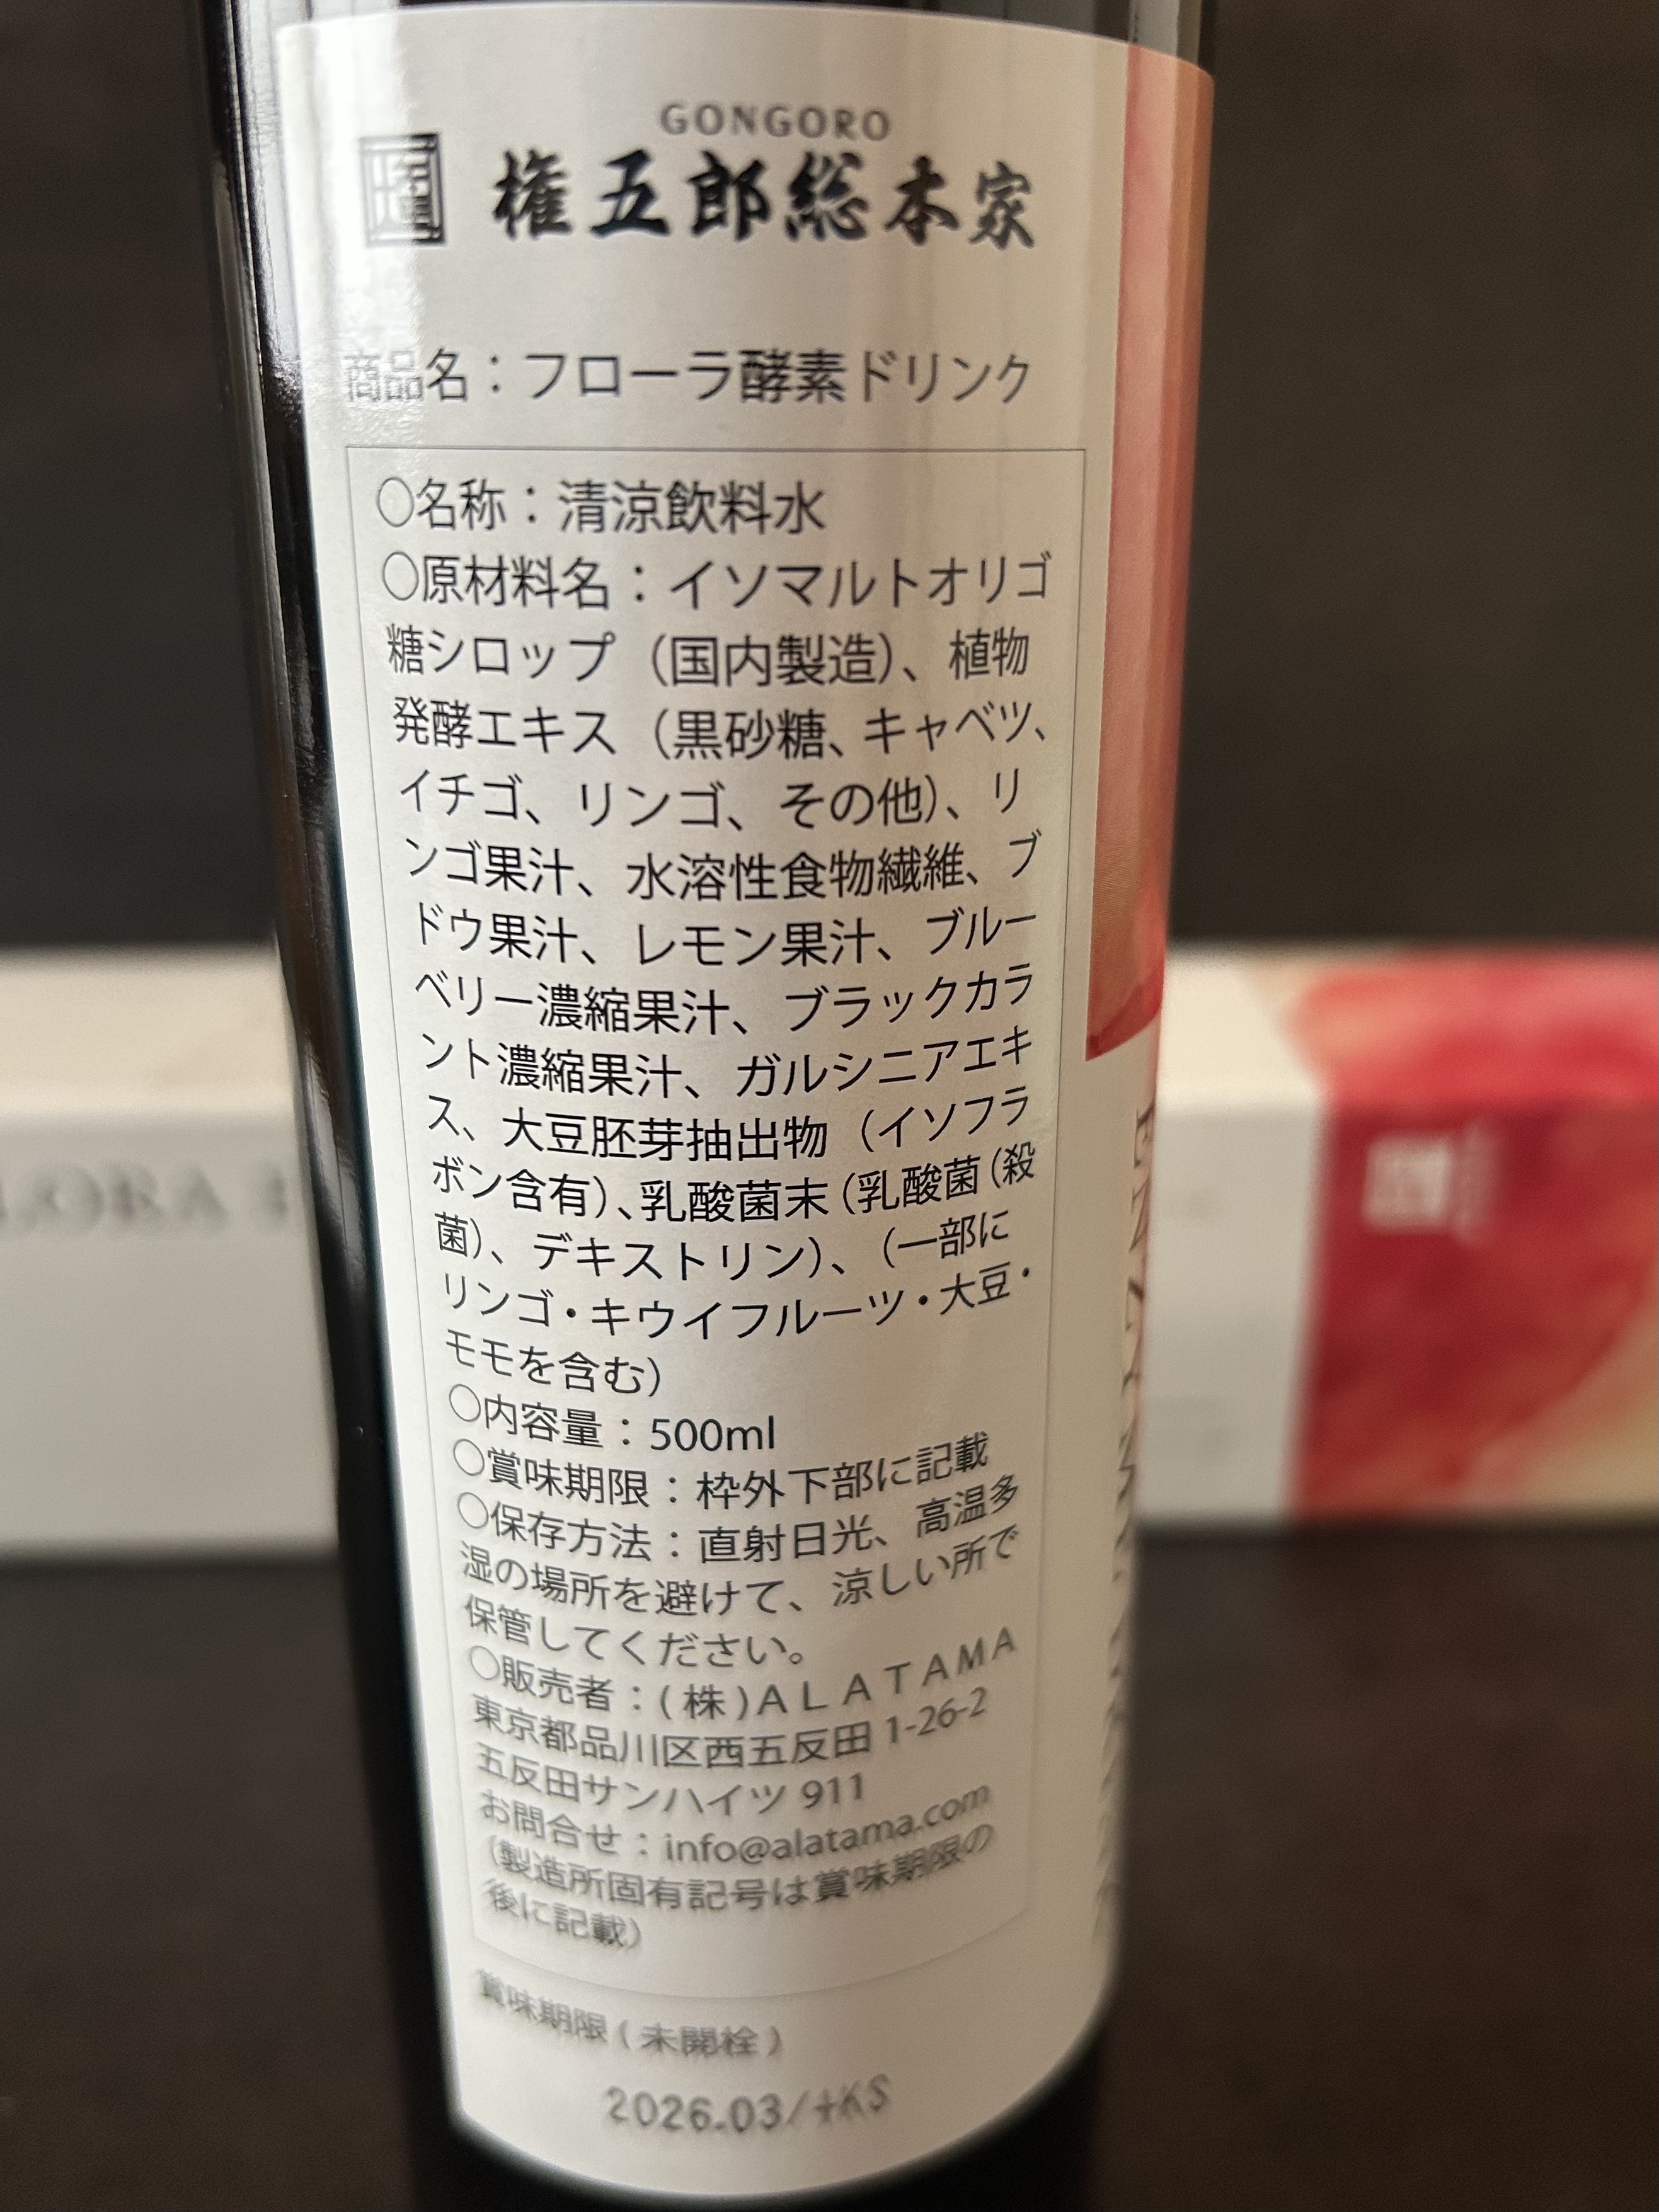 GONGORO
権五郎総本家
商品名：フローラ酵素ドリンク
○名称：清涼飲料水
○原材料名：イソマルトオリゴ
糖シロップ（国内製造）、植物
発酵エキス（黒砂糖、キャベツ、
イチゴ、リンゴ、その他）、リ
ンゴ果汁、水溶性食物繊維、ブ
ドウ果汁、レモン果汁、ブルー
ベリー濃縮果汁、ブラックカラ
ント濃縮果汁、ガルシニアエキ
ス、大豆胚芽抽出物（イソフラ
ボン含有）、乳酸菌末（乳酸菌（殺
菌）、デキストリン）、（一部に
リンゴ・キウイフルーツ・大豆・
モモを含む）
○内容量：500ml
○賞味期限：枠外下部に記載
○保存方法：直射日光、高温多
湿の場所を避けて、涼しい所で
保管してください。
○販売者：(株)ＡＬＡＴＡＭＡ
東京都品川区西五反田 1-26-2
五反田サンハイツ 911
お問合せ：info@alatama.com
(製造所固有記号は賞味期限の
後に記載)
賞味期限(未開栓)
2026.03/+KS